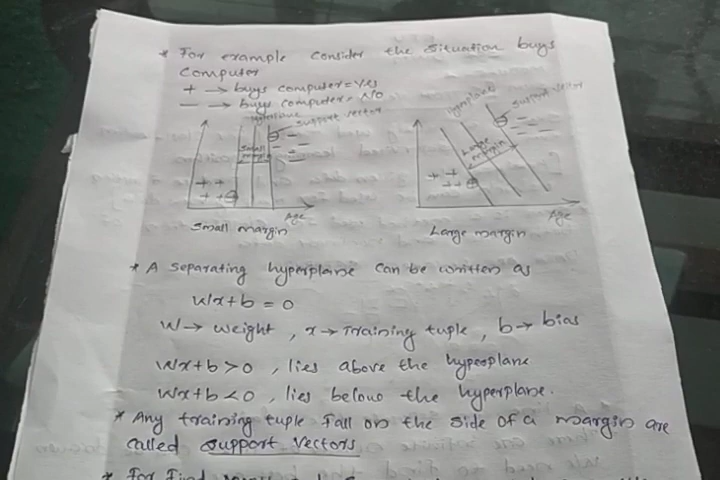 * For example consider the situation buys
Computer
+ → buys computer = Yes
— → buys computer = NO
hyperplane
support vector
Small
margin
Age
Small margin
hyperplane
support vector
Large
margin
Age
Large margin
* A separating hyperplane can be written as
Wx+b = 0
W → weight , x → Training tuple , b → bias
Wx+b > 0 , lies above the hyperplane
Wx+b < 0 , lies below the hyperplane.
* Any training tuple fall on the side of a margin are
called support vectors
* For Find